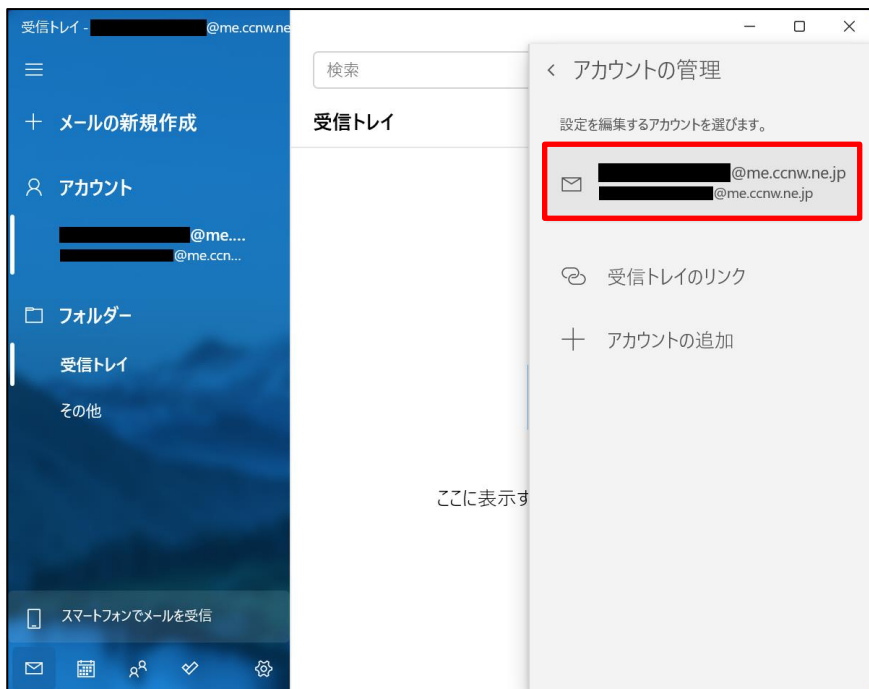 受信トレイ - @me.ccnw.ne
メールの新規作成
アカウント
@me....
@me.ccn...
フォルダー
受信トレイ
その他
スマートフォンでメールを受信
検索
受信トレイ
ここに表示す
アカウントの管理
設定を編集するアカウントを選びます。
@me.ccnw.ne.jp
@me.ccnw.ne.jp
受信トレイのリンク
アカウントの追加